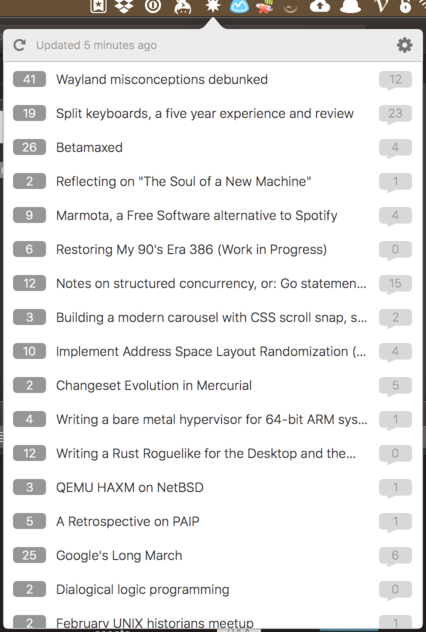 Updated 5 minutes ago
41 Wayland misconceptions debunked 12
19 Split keyboards, a five year experience and review 23
26 Betamaxed 4
2 Reflecting on "The Soul of a New Machine" 1
9 Marmota, a Free Software alternative to Spotify 4
6 Restoring My 90's Era 386 (Work in Progress) 0
12 Notes on structured concurrency, or: Go statemen... 15
3 Building a modern carousel with CSS scroll snap, s... 2
10 Implement Address Space Layout Randomization (... 4
2 Changeset Evolution in Mercurial 5
4 Writing a bare metal hypervisor for 64-bit ARM sys... 1
12 Writing a Rust Roguelike for the Desktop and the... 0
3 QEMU HAXM on NetBSD 1
5 A Retrospective on PAIP 1
25 Google's Long March 6
2 Dialogical logic programming 0
2 February UNIX historians meetup 1